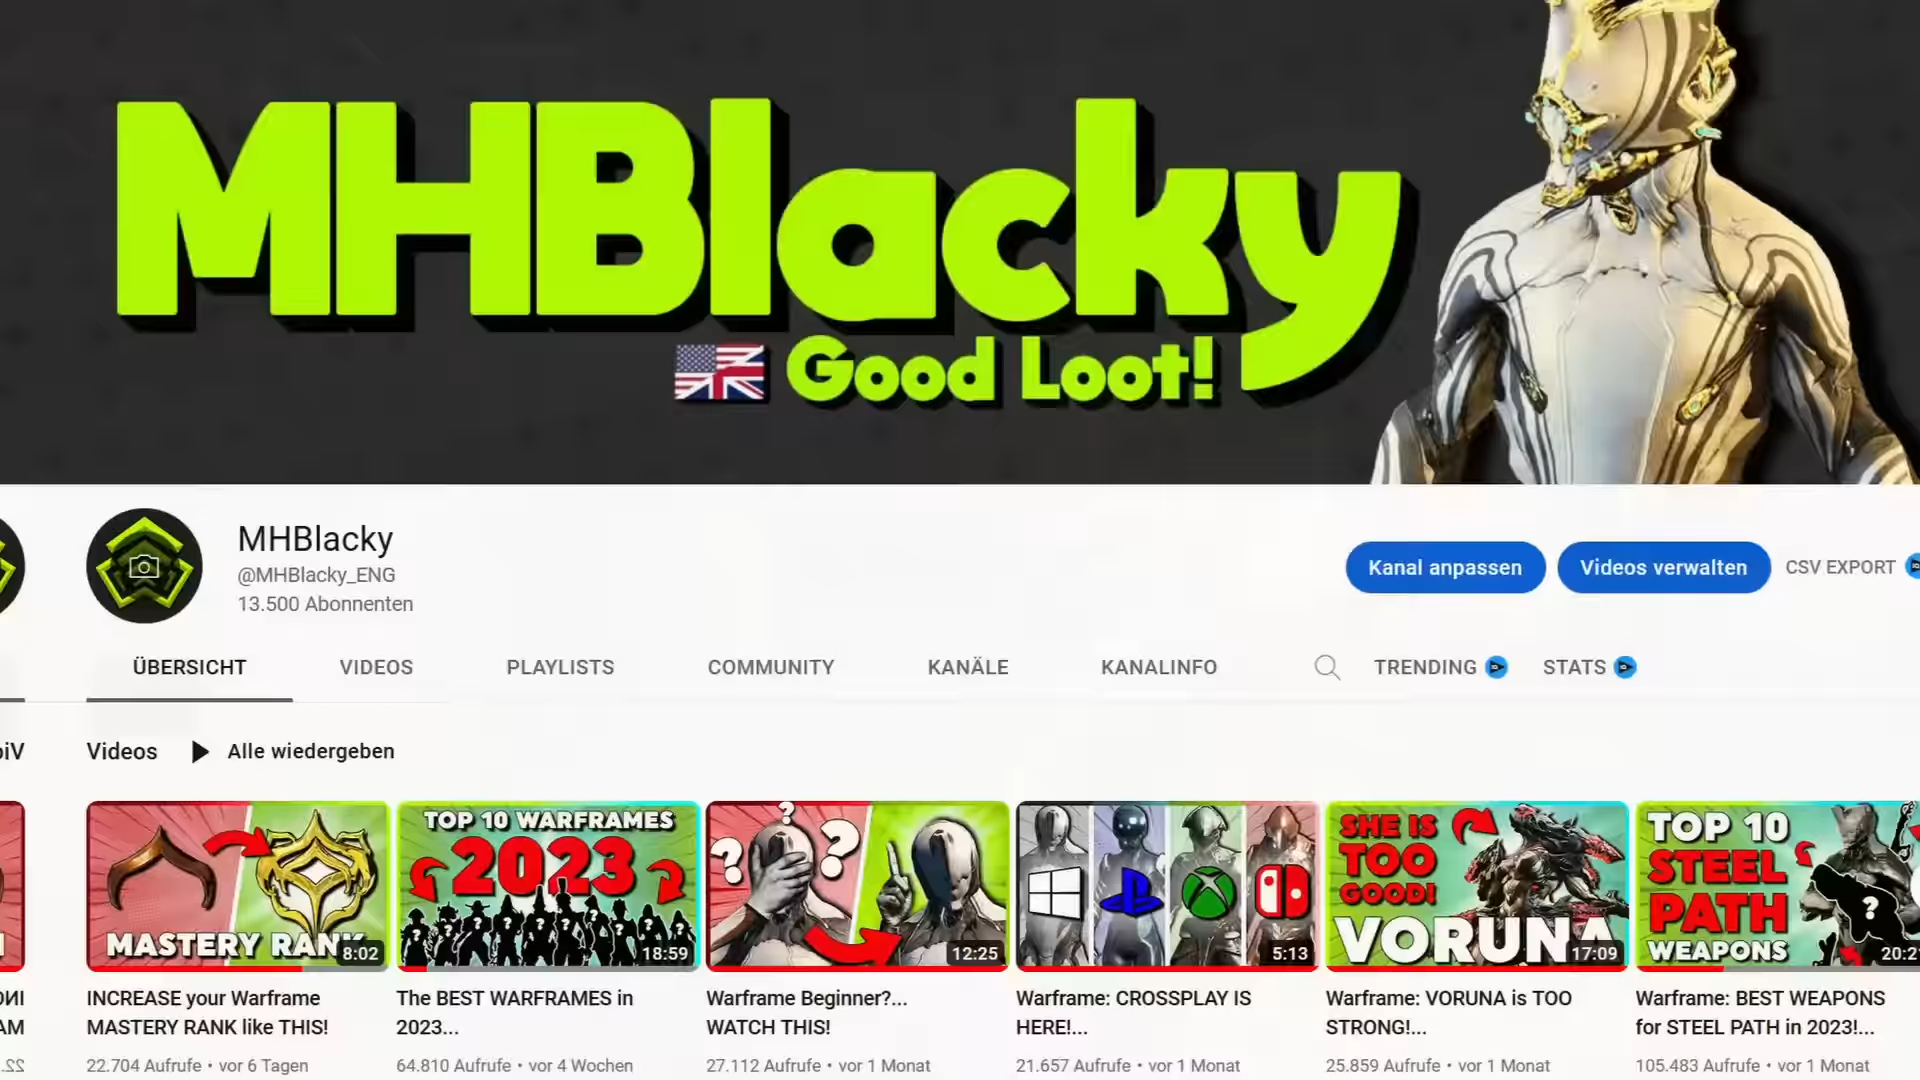 MHBlacky
Good Loot!
MHBlacky
@MHBlacky_ENG
13.500 Abonnenten
Kanal anpassen
Videos verwalten
CSV EXPORT
ÜBERSICHT
VIDEOS
PLAYLISTS
COMMUNITY
KANÄLE
KANALINFO
TRENDING
STATS
Videos
Alle wiedergeben
MASTERY RANK
8:02
TOP 10 WARFRAMES
2023
18:59
? ? ?
12:25
5:13
SHE IS
TOO
GOOD!
VORUNA
17:09
TOP 10
STEEL
PATH
WEAPONS
?
INCREASE your Warframe
MASTERY RANK like THIS!
22.704 Aufrufe • vor 6 Tagen
The BEST WARFRAMES in
2023...
64.810 Aufrufe • vor 4 Wochen
Warframe Beginner?...
WATCH THIS!
27.112 Aufrufe • vor 1 Monat
Warframe: CROSSPLAY IS
HERE!...
21.657 Aufrufe • vor 1 Monat
Warframe: VORUNA is TOO
STRONG!...
25.859 Aufrufe • vor 1 Monat
Warframe: BEST WEAPONS
for STEEL PATH in 2023!...
105.483 Aufrufe • vor 1 Monat